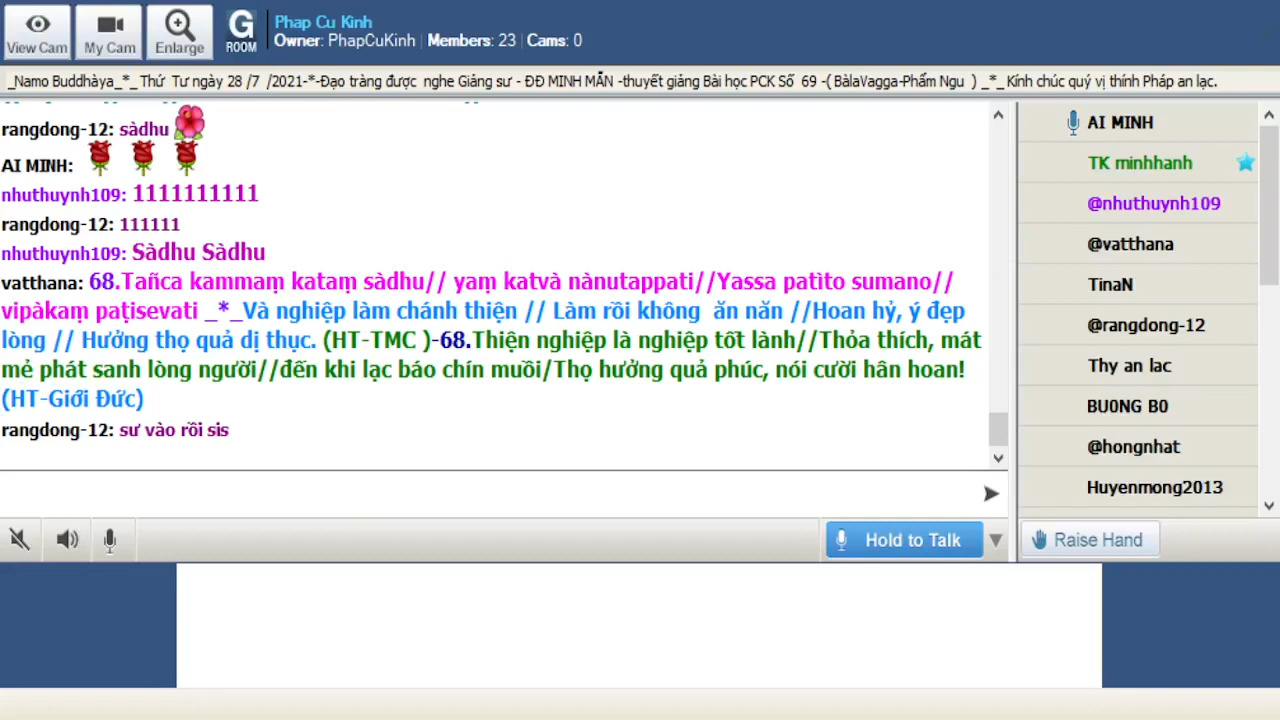 View Cam
My Cam
Enlarge
G
ROOM
Phap Cu Kinh
Owner: PhapCuKinh | Members: 23 | Cams: 0
_Namo Buddhàya_*_Thứ Tư ngày 28 /7 /2021-*-Đạo tràng được nghe Giảng sư - ĐĐ MINH MẪN -thuyết giảng Bài học PCK Số 69 -( BàlaVagga-Phẩm Ngu ) _*_Kính chúc quý vị thính Pháp an lạc.
rangdong-12: sàdhu
AI MINH:
nhuthuynh109: 1111111111
rangdong-12: 111111
nhuthuynh109: Sàdhu Sàdhu
vatthana: 68.Tañca kammaṃ kataṃ sàdhu// yaṃ katvà nànutappati//Yassa patìto sumano//
vipàkaṃ paṭisevati _*_Và nghiệp làm chánh thiện // Làm rồi không ăn năn //Hoan hỷ, ý đẹp
lòng // Hưởng thọ quả dị thục. (HT-TMC )-68.Thiện nghiệp là nghiệp tốt lành//Thỏa thích, mát
mẻ phát sanh lòng người//đến khi lạc báo chín muồi/Thọ hưởng quả phúc, nói cười hân hoan!
(HT-Giới Đức)
rangdong-12: sư vào rồi sis
AI MINH
TK minhhanh
@nhuthuynh109
@vatthana
TinaN
@rangdong-12
Thy an lac
BU0NG B0
@hongnhat
Huyenmong2013
Hold to Talk
Raise Hand